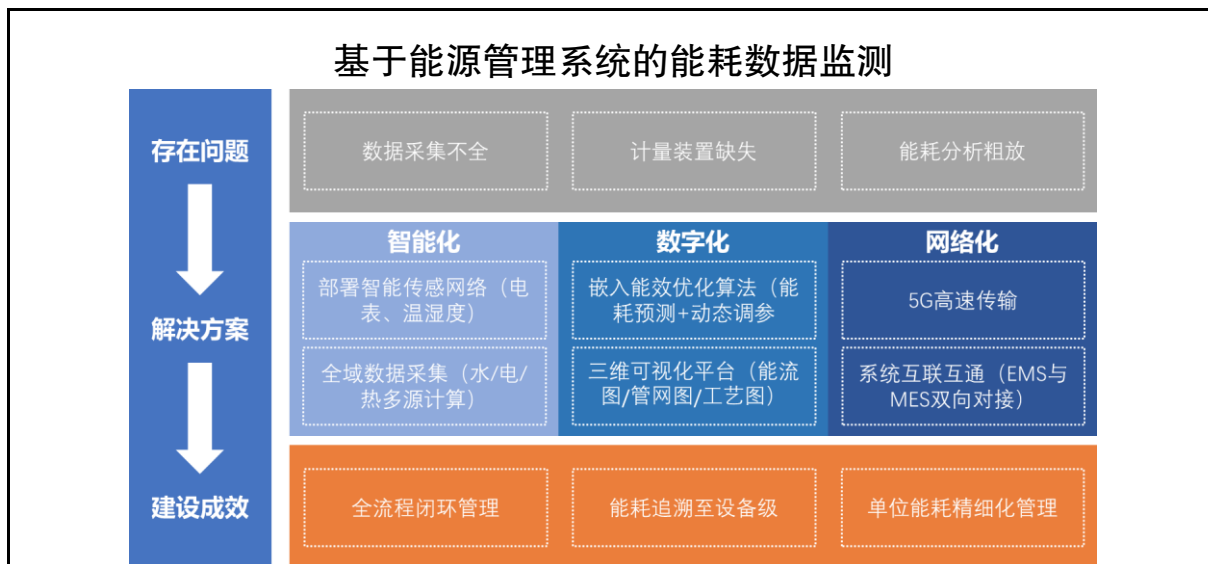 基于能源管理系统的能耗数据监测
存在问题
数据采集不全
计量装置缺失
能耗分析粗放
解决方案
智能化
部署智能传感网络（电
表、温湿度）
全域数据采集（水/电/
热多源计算）
数字化
嵌入能效优化算法（能
耗预测+动态调参
三维可视化平台（能流
图/管网图/工艺图）
网络化
5G高速传输
系统互联互通（EMS与
MES双向对接）
建设成效
全流程闭环管理
能耗追溯至设备级
单位能耗精细化管理